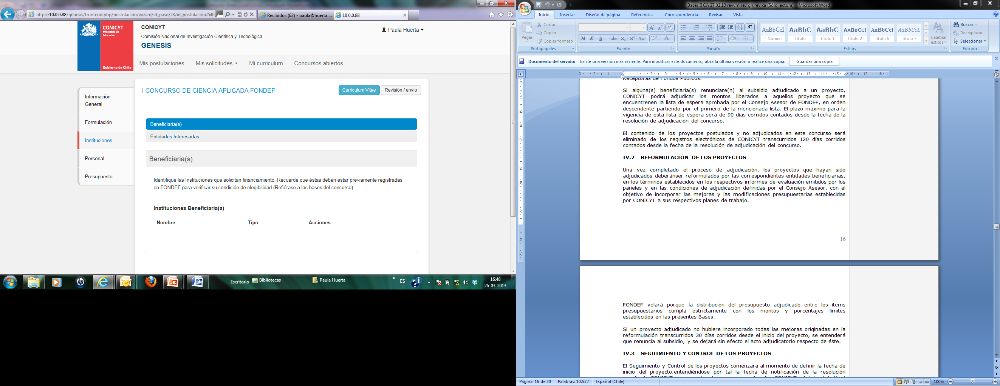 http://10.0.0.88/genesis/frontend.php/postulacion/wizard/id_paso/28/id_postulacion/540
Recibidos (62) - paula@huerta....
10.0.0.88
CONICYT
Ministerio de
Educación
Gobierno de Chile
CONICYT
Comisión Nacional de Investigación Científica y Tecnológica
GENESIS
Paula Huerta
Mis postulaciones
Mis solicitudes
Mi curriculum
Concursos abiertos
Información
General
Formulación
Instituciones
Personal
Presupuesto
I CONCURSO DE CIENCIA APLICADA FONDEF
Curriculum Vitae
Revisión / envío
Beneficiaria(s)
Entidades Interesadas
Beneficiaria(s)
Identifique las Instituciones que solicitan financiamiento. Recuerde que éstas deben estar previamente registradas
en FONDEF para verificar su condición de elegibilidad (Refiérase a las bases del concurso)
Instituciones Beneficiaria(s)
Nombre Tipo Acciones
Escritorio
Bibliotecas
Paula Huerta
ES
16:48
26-03-2013
Bases II CA 27 02 13 revvm rev gh rev ka (Sólo lectura) - Microsoft Word
Inicio Insertar Diseño de página Referencias Correspondencia Revisar Vista
Pegar
Cortar
Copiar
Copiar formato
Portapapeles
Fuente
Párrafo
AaBbCcI AaBbC AaBbC AABBCCI AaBbCcI AaBbCcL
¶ Normal Título Título 1 Título 2 Título 6 Título 7
Cambiar
estilos
Estilos
Buscar
Reemplazar
Seleccionar
Edición
Documento del servidor Existe una versión más reciente. Para modificar este documento, abra la última versión o realice una copia. Guardar una copia
Receptoras de Fondos Públicos.
Si alguna(s) beneficiaria(s) renunciare(n) al subsidio adjudicado a un proyecto,
CONICYT podrá adjudicar los montos liberados a aquellos proyecto que se
encuentrenen la lista de espera aprobada por el Consejo Asesor de FONDEF, en orden
descendente partiendo por el primero de la mencionada lista. El plazo máximo para la
vigencia de esta lista de espera será de 90 días corridos contados desde la fecha de la
resolución de adjudicación del concurso.
El contenido de los proyectos postulados y no adjudicados en este concurso será
eliminado de los registros electrónicos de CONICYT transcurridos 120 días corridos
contados desde la fecha de la resolución de adjudicación del concurso.
IV.2 REFORMULACIÓN DE LOS PROYECTOS
Una vez completado el proceso de adjudicación, los proyectos que hayan sido
adjudicados deberánser reformulados por las correspondientes entidades beneficiarias,
en los términos establecidos en los respectivos informes de evaluación emitidos por los
paneles y en las condiciones de adjudicación definidas por el Consejo Asesor, con el
objetivo de incorporar las mejoras y las modificaciones presupuestarias establecidas
por CONICYT a sus respectivos planes de trabajo.
16
FONDEF velará porque la distribución del presupuesto adjudicado entre los ítems
presupuestarios cumpla estrictamente con los montos y porcentajes límites
establecidos en las presentes Bases.
Si un proyecto adjudicado no hubiere incorporado todas las mejoras originadas en la
reformulación transcurridos 30 días corridos desde el inicio del proyecto, se entenderá
que renuncia al subsidio, y se dejará sin efecto el acto adjudicatorio respecto de éste.
IV.3 SEGUIMIENTO Y CONTROL DE LOS PROYECTOS
El Seguimiento y Control de los proyectos comenzará al momento de definir la fecha de
inicio del proyecto,entendiéndose por tal la fecha de notificación de la resolución
Página: 16 de 30 Palabras: 10.532 Español (Chile) 100%